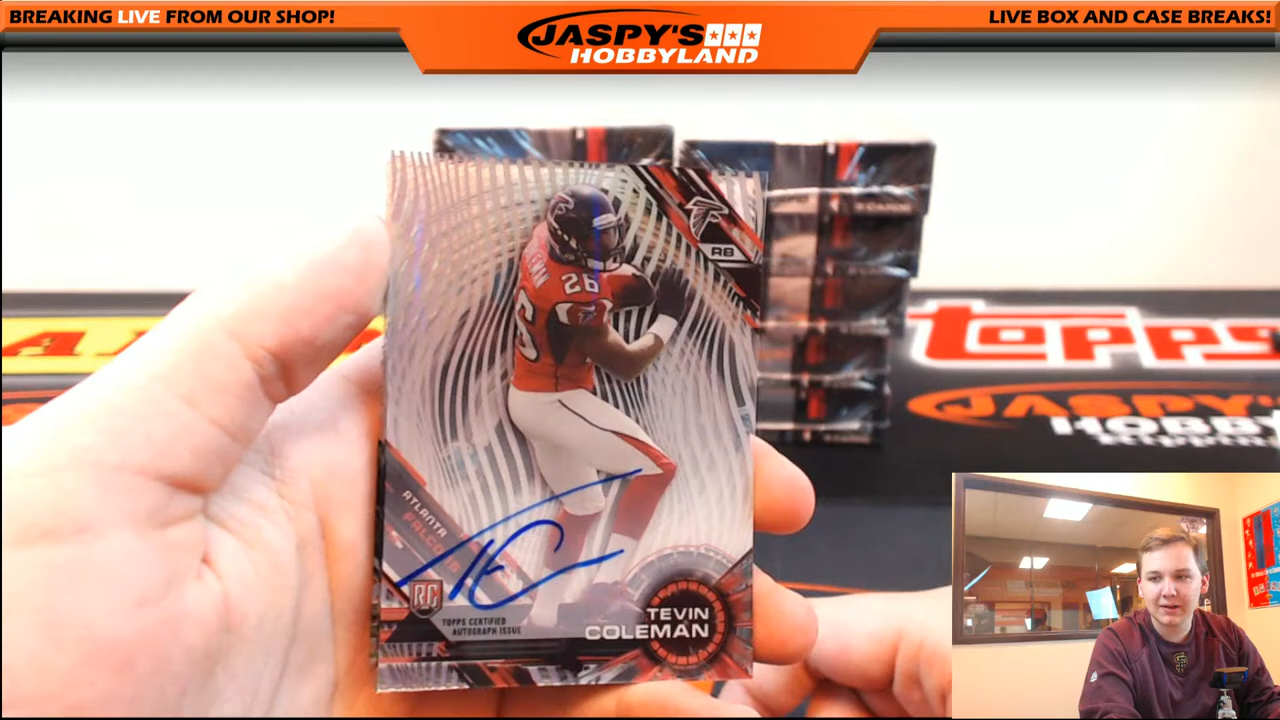 BREAKING LIVE FROM OUR SHOP!
JASPY'S
HOBBYLAND
LIVE BOX AND CASE BREAKS!
RB
26
ATLANTA
FALCONS
RC
TOPPS CERTIFIED
AUTOGRAPH ISSUE
TEVIN
COLEMAN
topps
JASPY'S
HOBBY